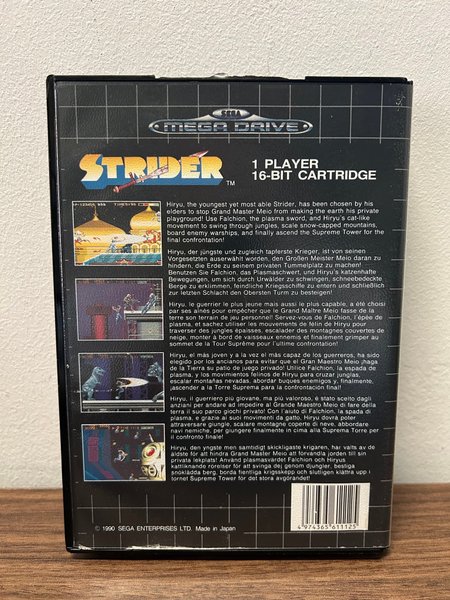 SEGA
MEGA DRIVE
STRIDER™
1 PLAYER
16-BIT CARTRIDGE
Hiryu, the youngest yet most able Strider, has been chosen by his
elders to stop Grand Master Meio from making the earth his private
playground! Use Falchion, the plasma sword, and Hiryu's cat-like
movement to swing through jungles, scale snow-capped mountains,
board enemy warships, and finally ascend the Supreme Tower for the
final confrontation!
Hiryu, der jüngste und zugleich tapferste Krieger, ist von seinen
Vorgesetzten auserwählt worden, den Großen Meister Meio daran zu
hindern, die Erde zu seinem privaten Tummelplatz zu machen!
Benutzen Sie Falchion, das Plasmaschwert, und Hiryu's katzenhafte
Bewegungen, um sich durch Urwälder zu schwingen, schneebedeckte
Berge zu erklimmen, feindliche Kriegsschiffe zu entern und schließlich
zur letzten Schlacht den Obersten Turm zu besteigen!
Hiryu, le guerrier le plus jeune mais aussi le plus capable, a été choisi
par ses aînés pour empêcher que le Grand Maître Meio fasse de la
terre son terrain de jeu personnel! Servez-vous de Falchion, l'épée de
plasma, et sachez utiliser les mouvements de félin de Hiryu pour
traverser des jungles épaisses, escalader des montagnes couvertes de
neige, monter à bord de vaisseaux ennemis et finalement grimper au
sommet de la Tour Suprême pour l'ultime confrontation!
Hiryu, el más joven y a la vez el más capaz de los guerreros, ha sido
elegido por los ancianos para evitar que el Gran Maestro Meio ¡haga
de la Tierra su patio de juego privado! Utilice Falchion, la espada de
plasma, y los movimientos felinos de Hiryu para cruzar junglas,
escalar montañas nevadas, abordar buques enemigos y, finalmente,
¡ascender a la Torre Suprema para la confrontación final!
Hiryu, il guerriero più giovane, ma più valoroso, è stato scelto dagli
anziani per andare ad impedire al Grande Maestro Meio di fare della
terra il suo parco giochi privato! Con l'aiuto di Falchion, la spada di
plasma, e grazie ai suoi movimenti da gatto, Hiryu dovrà poter
attraversare giungle, scalare montagne coperte di neve, abbordare
navi nemiche, per giungere finalmente in cima alla Suprema Torre per
il confronto finale!
Hiryu, den yngste men samtidigt skickligaste krigaren, har valts av de
äldste för att hindra Grand Master Meio att förvandla jorden till sin
privata lekplats! Använd plasmasvärdet Falchion och Hiryus
kattliknande rörelser för att svinga dej genom djungler, bestiga
snöklädda berg, borda fientliga krigsskepp och slutligen klättra upp i
tornet Supreme Tower för det stora avgörandet!
© 1990 SEGA ENTERPRISES LTD. Made in Japan
4 974365 611125